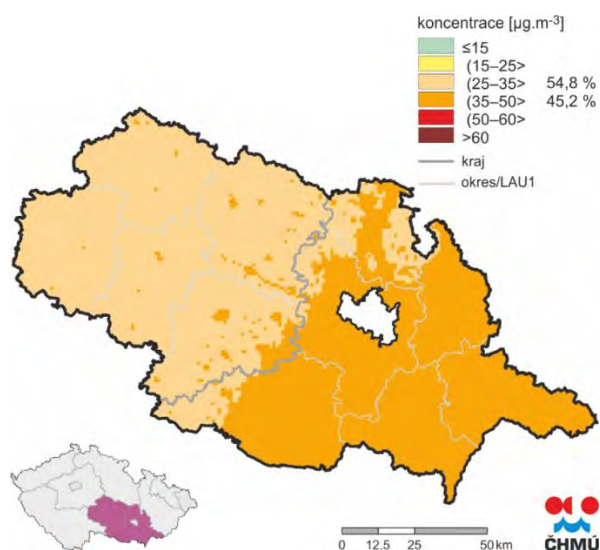 koncentrace [µg.m⁻³]
≤15
(15–25>
(25–35> 54,8 %
(35–50> 45,2 %
(50–60>
>60
kraj
okres/LAU1
0 12.5 25 50 km
ČHMÚ